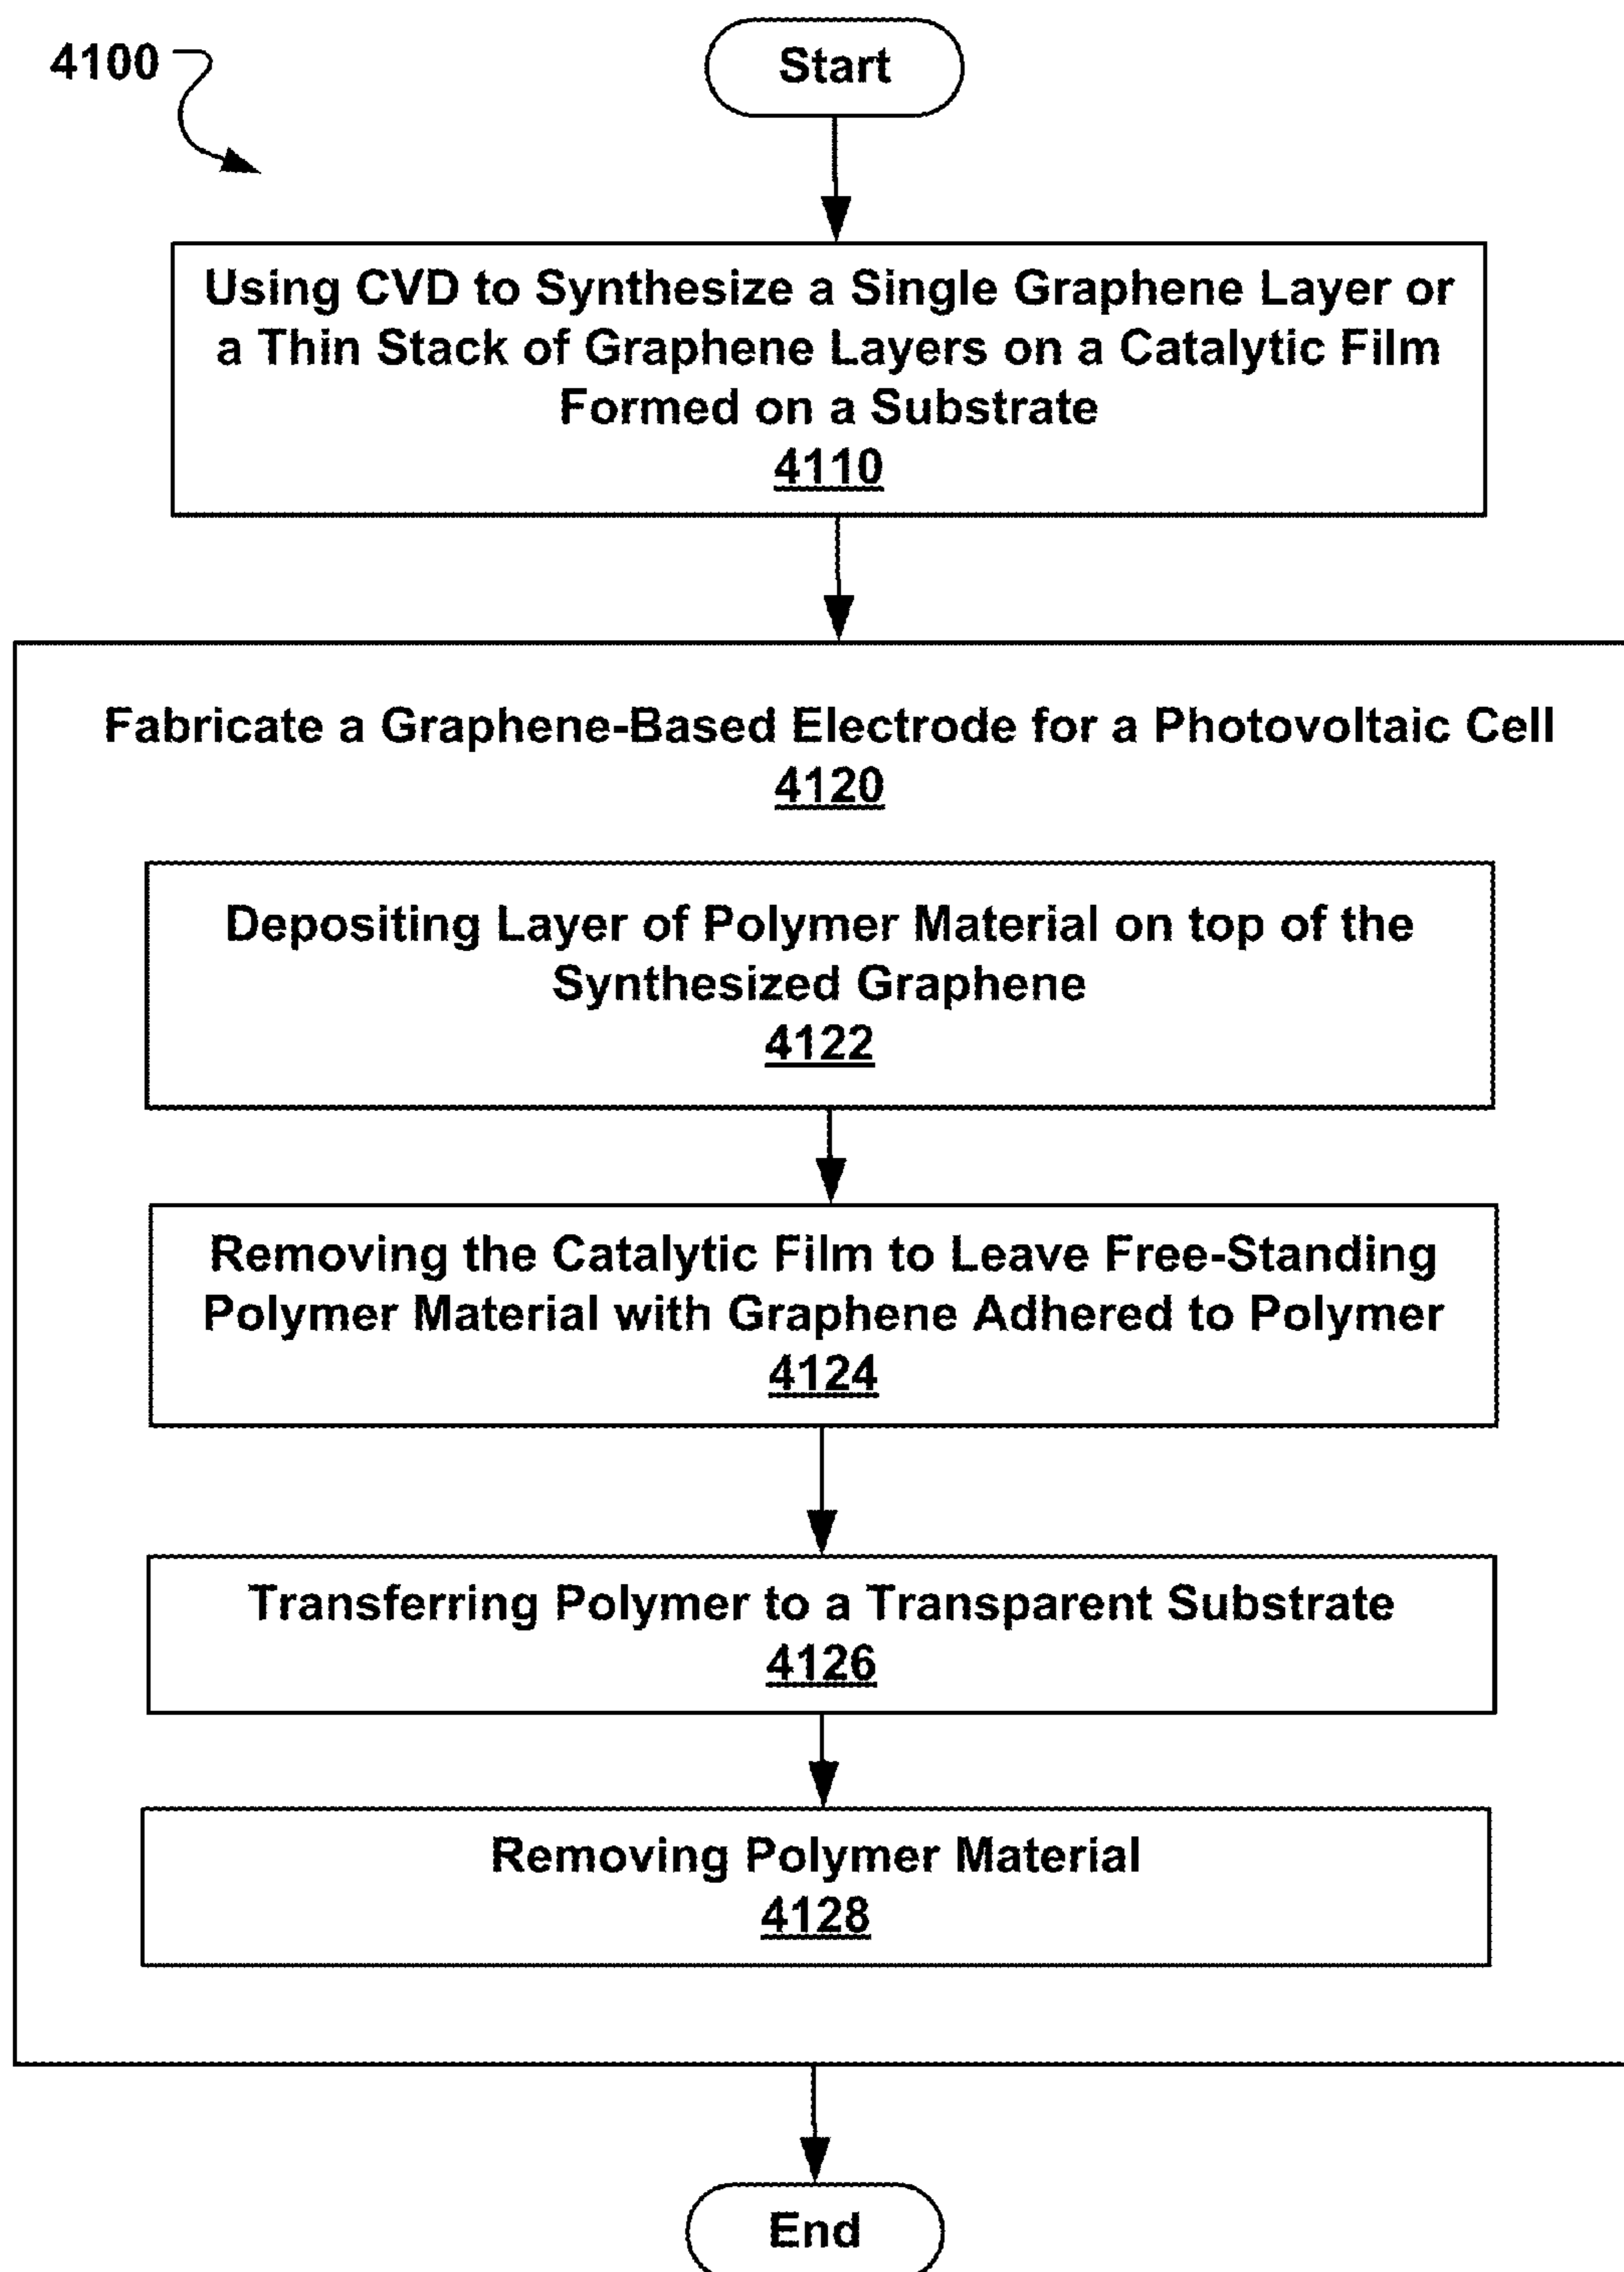 4100
Start
Using CVD to Synthesize a Single Graphene Layer or
a Thin Stack of Graphene Layers on a Catalytic Film
Formed on a Substrate
4110
Fabricate a Graphene-Based Electrode for a Photovoltaic Cell
4120
Depositing Layer of Polymer Material on top of the
Synthesized Graphene
4122
Removing the Catalytic Film to Leave Free-Standing
Polymer Material with Graphene Adhered to Polymer
4124
Transferring Polymer to a Transparent Substrate
4126
Removing Polymer Material
4128
End